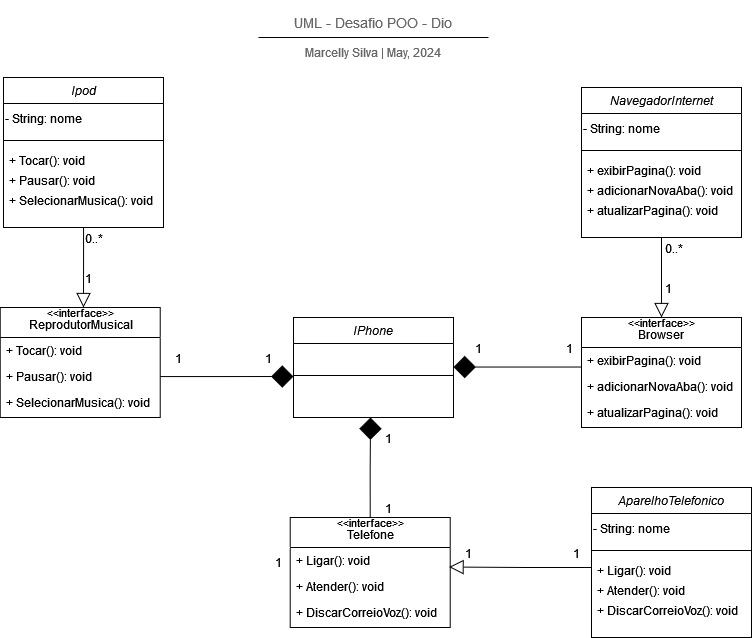 UML - Desafio POO - Dio
Marcelly Silva | May, 2024
Ipod
- String: nome
+ Tocar(): void
+ Pausar(): void
+ SelecionarMusica(): void
0..*
1
<<interface>>
ReprodutorMusical
+ Tocar(): void
+ Pausar(): void
+ SelecionarMusica(): void
1
1
IPhone
1
1
NavegadorInternet
- String: nome
+ exibirPagina(): void
+ adicionarNovaAba(): void
+ atualizarPagina(): void
0..*
1
<<interface>>
Browser
+ exibirPagina(): void
+ adicionarNovaAba(): void
+ atualizarPagina(): void
1
1
<<interface>>
Telefone
1
+ Ligar(): void
+ Atender(): void
+ DiscarCorreioVoz(): void
1
1
AparelhoTelefonico
- String: nome
+ Ligar(): void
+ Atender(): void
+ DiscarCorreioVoz(): void